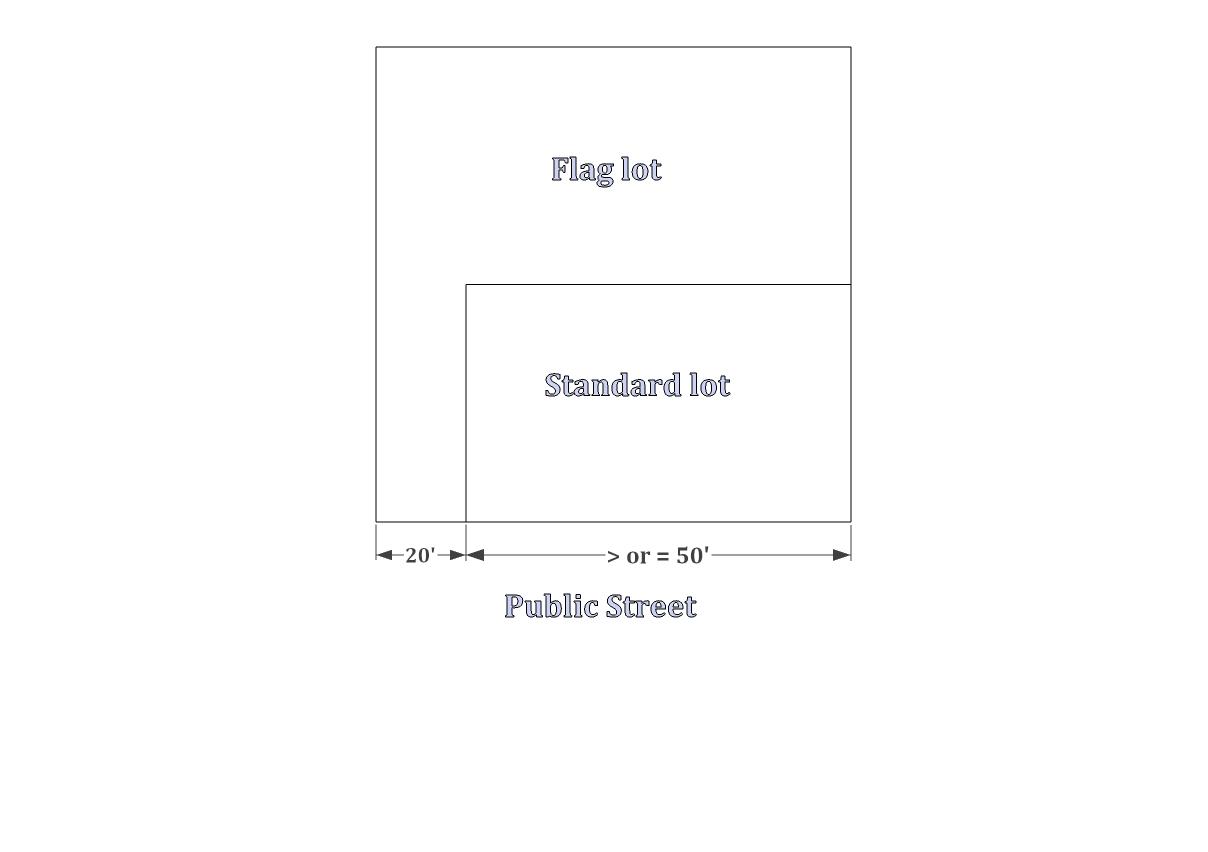 Flag lot
Standard lot
20'
> or = 50'
Public Street